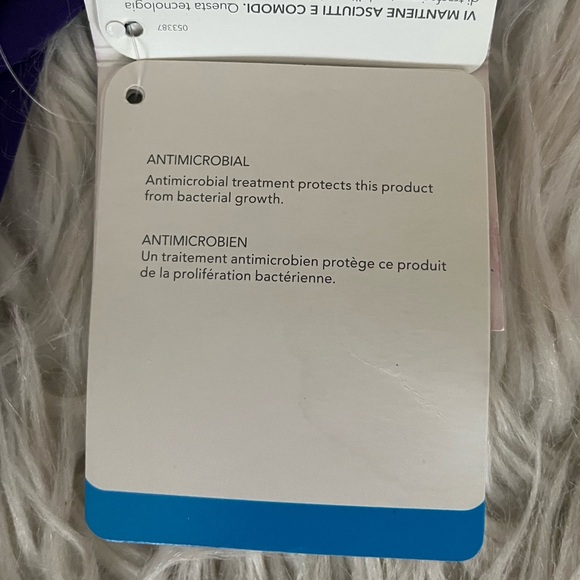 VI MANTIENE ASCIUTTI E COMODI. Questa tecnologia
053387
ANTIMICROBIAL
Antimicrobial treatment protects this product
from bacterial growth.
ANTIMICROBIEN
Un traitement antimicrobien protège ce produit
de la prolifération bactérienne.